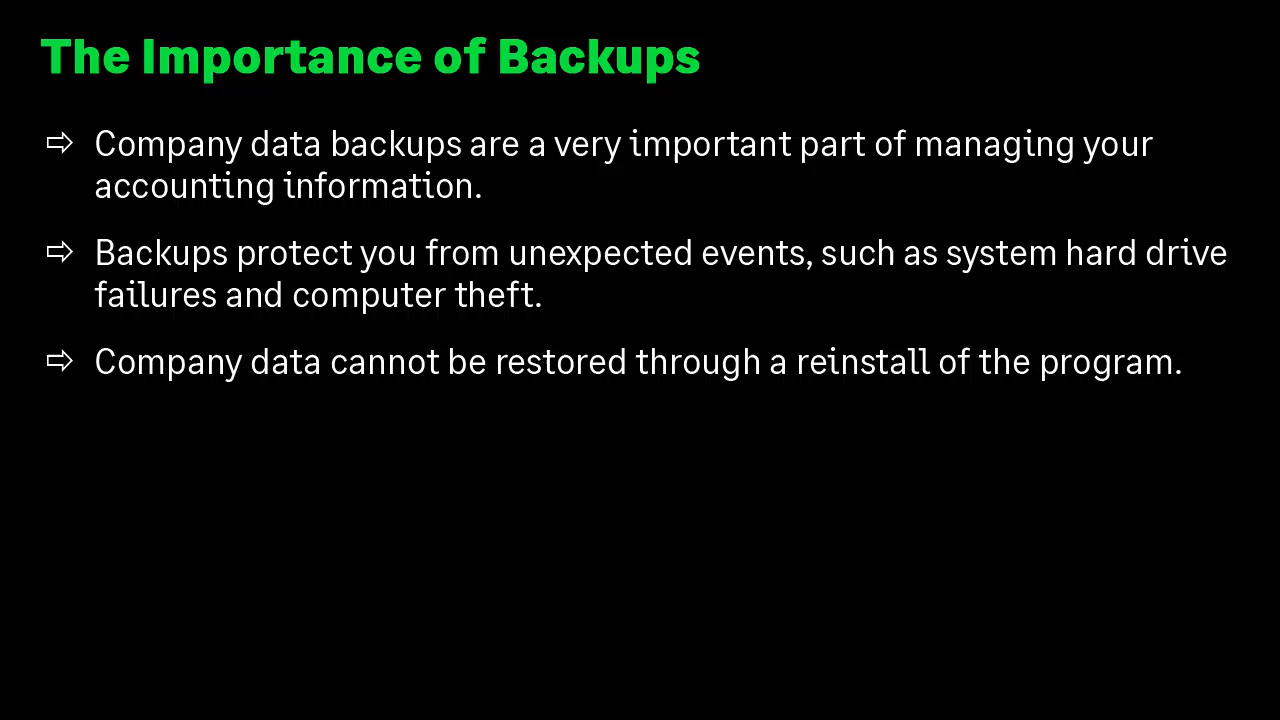 The Importance of Backups
⇨ Company data backups are a very important part of managing your
accounting information.
⇨ Backups protect you from unexpected events, such as system hard drive
failures and computer theft.
⇨ Company data cannot be restored through a reinstall of the program.